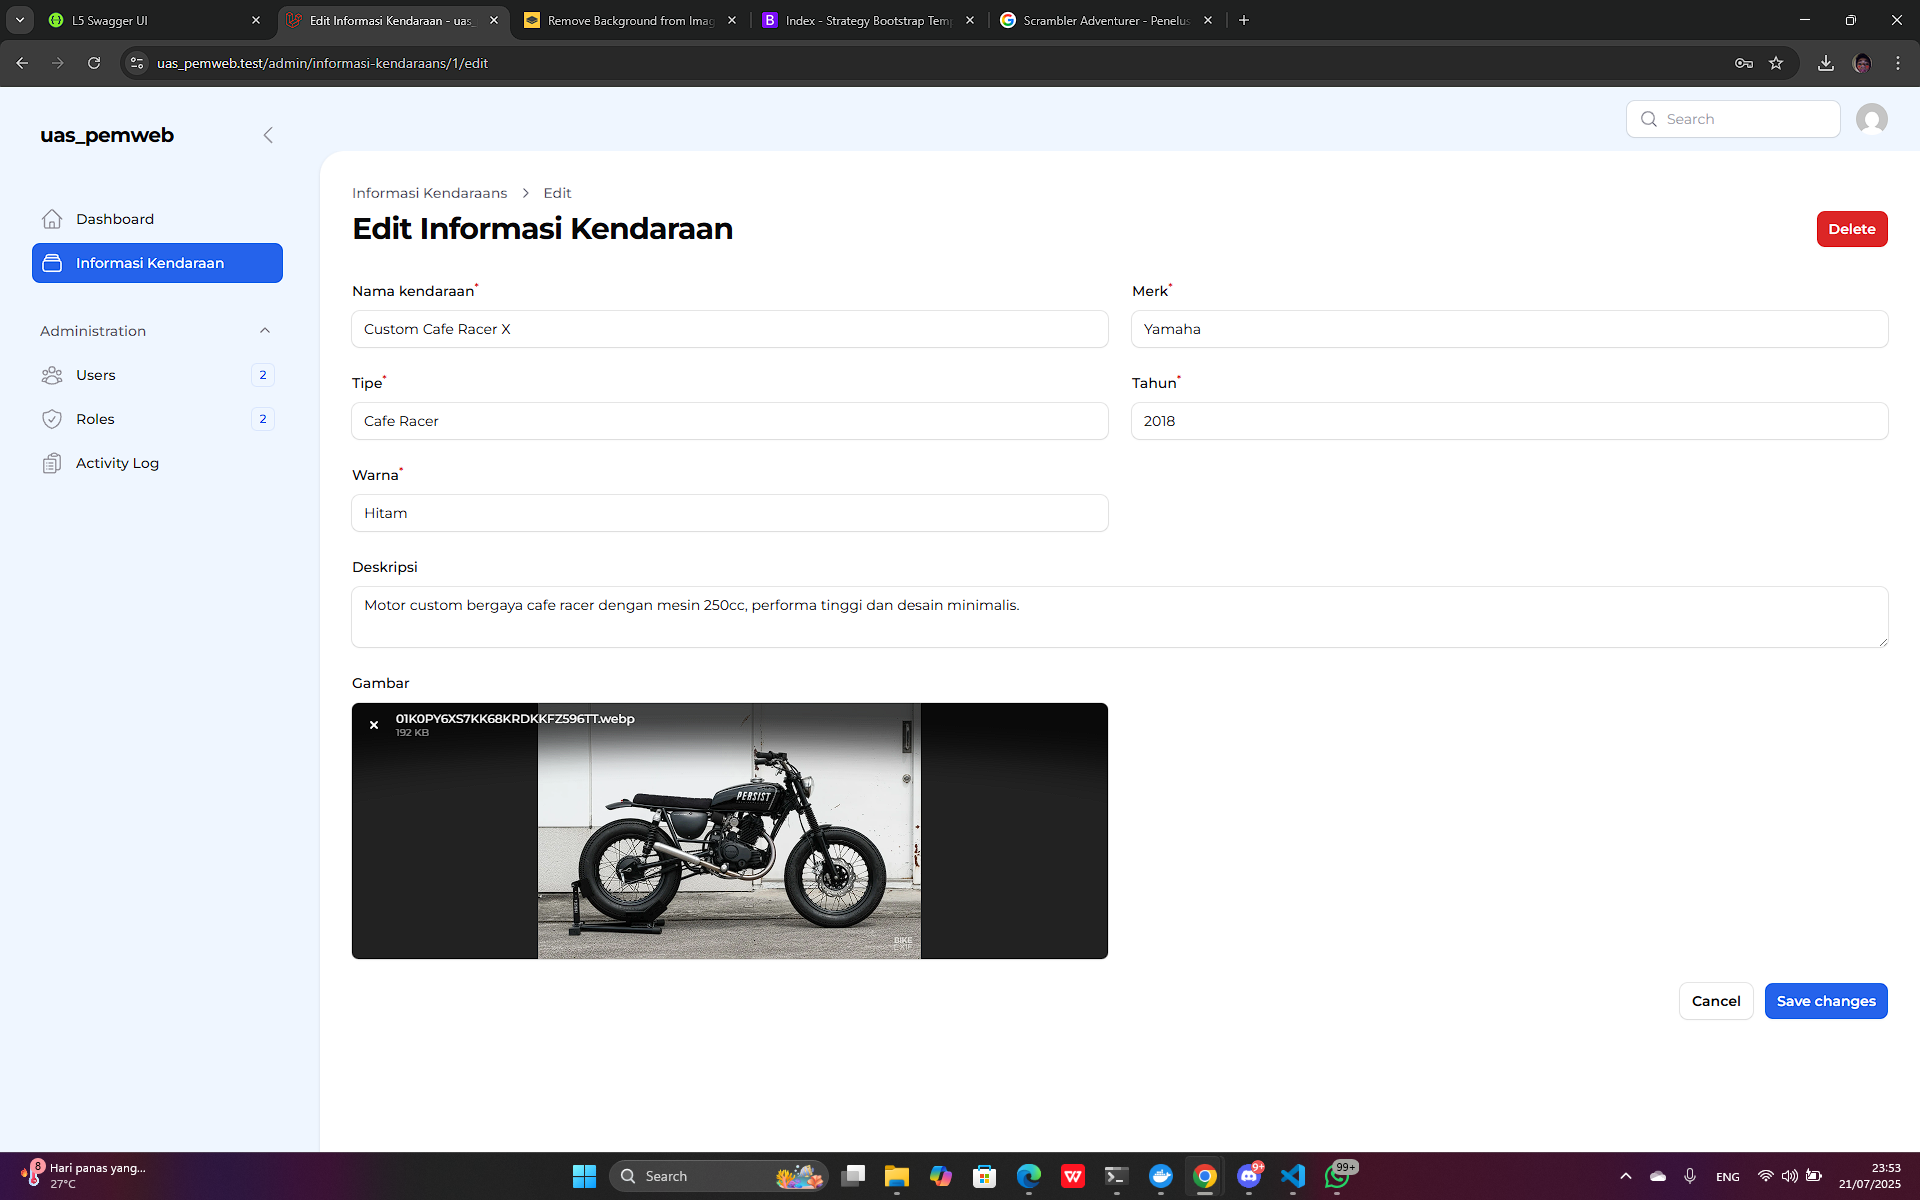 L5 Swagger UI
Edit Informasi Kendaraan - uas_
Remove Background from Imag
Index - Strategy Bootstrap Temp
Scrambler Adventurer - Penelus
uas_pemweb.test/admin/informasi-kendaraans/1/edit
uas_pemweb
Search
Dashboard
Informasi Kendaraan
Administration
Users 2
Roles 2
Activity Log
Informasi Kendaraans > Edit
Edit Informasi Kendaraan
Delete
Nama kendaraan*
Merk*
Custom Cafe Racer X
Yamaha
Tipe*
Tahun*
Cafe Racer
2018
Warna*
Hitam
Deskripsi
Motor custom bergaya cafe racer dengan mesin 250cc, performa tinggi dan desain minimalis.
Gambar
01K0PY6XS7KK68KRDKKFZ596TT.webp
192 KB
PERSIST
BIKE
Cancel
Save changes
8
Hari panas yang...
27°C
Search
9+
99+
ENG
23:53
21/07/2025